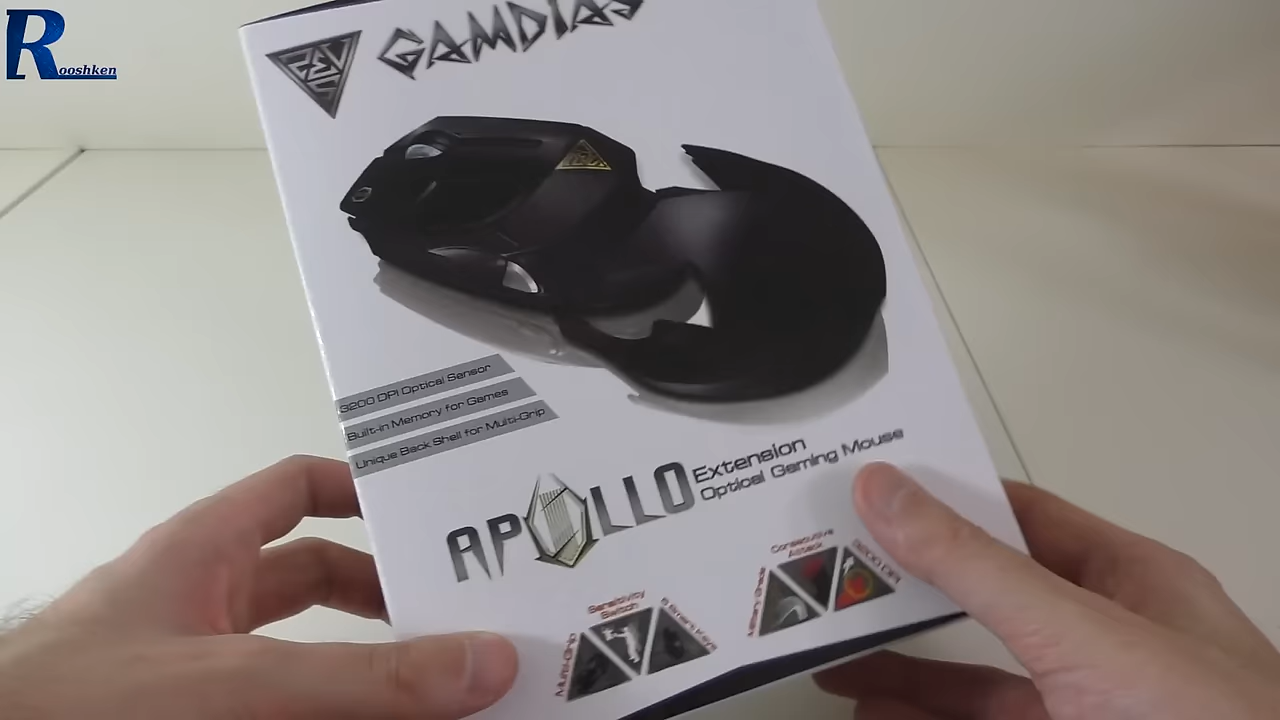 Rooshken
GAMDIAS
3200 DPI Optical Sensor
Built-in Memory for Games
Unique Back Shell for Multi-Grip
APOLLO
Extension
Optical Gaming Mouse
Consecutive
Attack
3200 DPI
Sensitivity
Switch
Multi-Grip